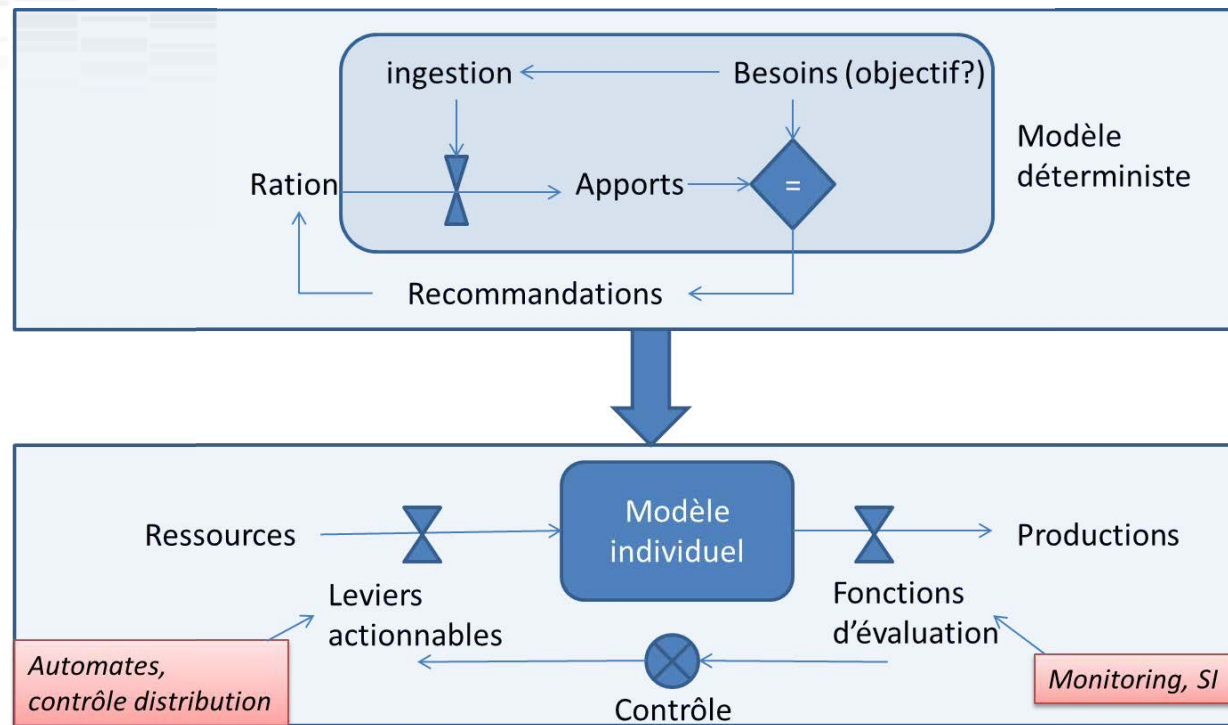 ingestion
Besoins (objectif?)
Modèle
déterministe
Ration
Apports
=
Recommandations
Ressources
Modèle
individuel
Productions
Leviers
actionnables
Fonctions
d’évaluation
Automates,
contrôle distribution
Monitoring, SI
Contrôle